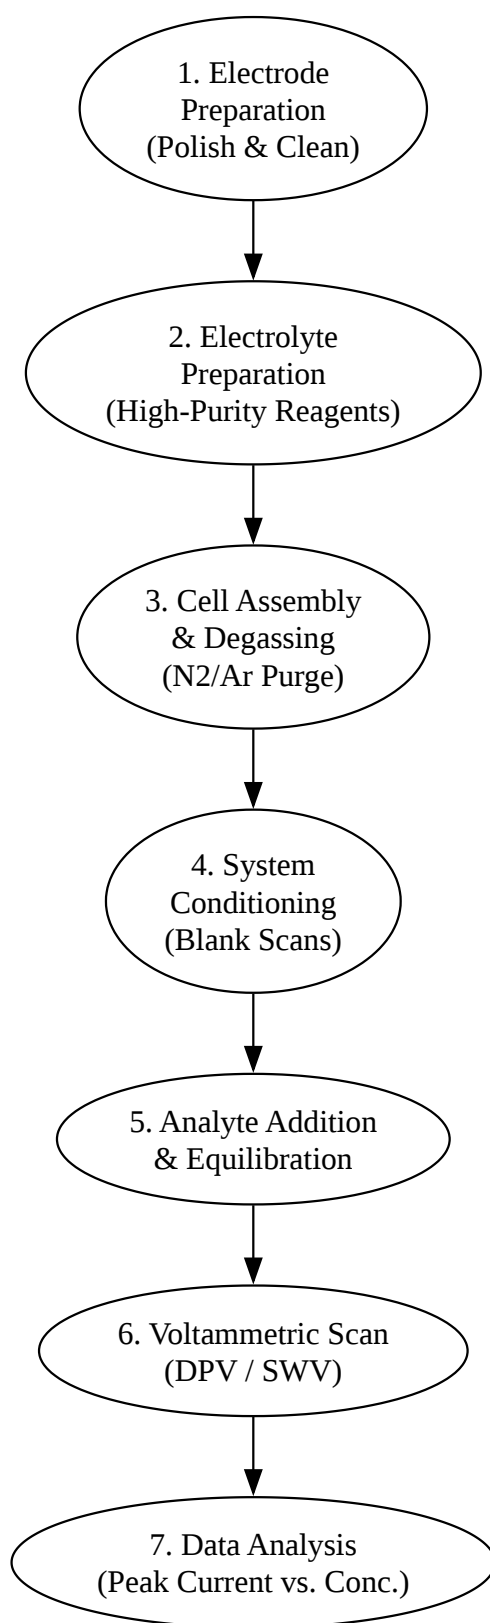 1. Electrode
Preparation
(Polish & Clean)
2. Electrolyte
Preparation
(High-Purity Reagents)
3. Cell Assembly
& Degassing
(N2/Ar Purge)
4. System
Conditioning
(Blank Scans)
5. Analyte Addition
& Equilibration
6. Voltammetric Scan
(DPV / SWV)
7. Data Analysis
(Peak Current vs. Conc.)